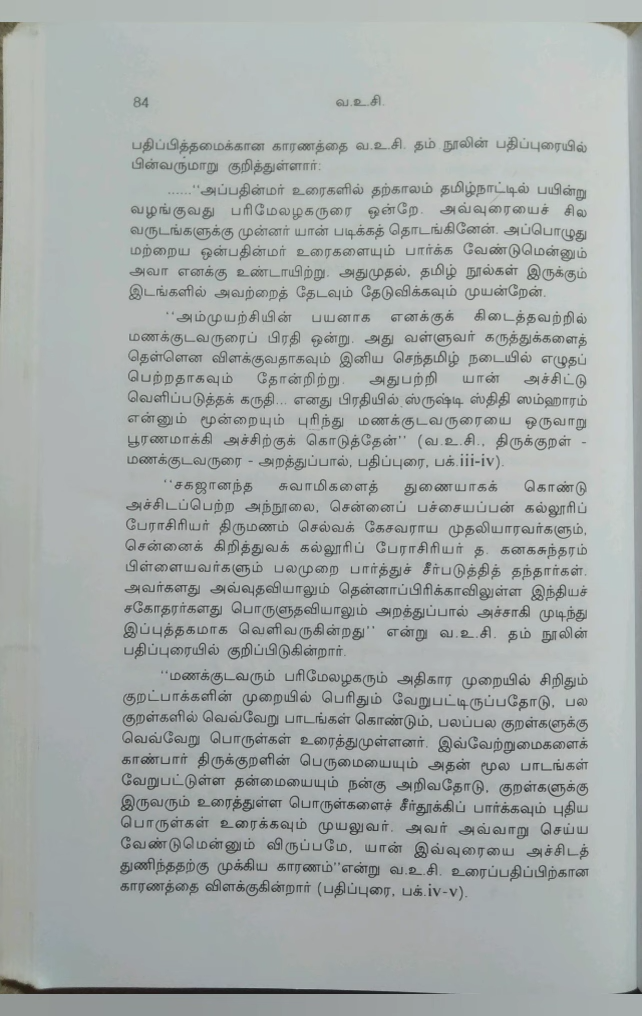 84
வ.உ.சி.
பதிப்பித்தமைக்கான காரணத்தை வ.உ.சி. தம் நூலின் பதிப்புரையில்
பின்வருமாறு குறித்துள்ளார்:
......‘‘அப்பதின்மர் உரைகளில் தற்காலம் தமிழ்நாட்டில் பயின்று
வழங்குவது பரிமேலழகருரை ஒன்றே. அவ்வுரையைச் சில
வருடங்களுக்கு முன்னர் யான் படிக்கத் தொடங்கினேன். அப்பொழுது
மற்றைய ஒன்பதின்மர் உரைகளையும் பார்க்க வேண்டுமென்னும்
அவா எனக்கு உண்டாயிற்று. அதுமுதல், தமிழ் நூல்கள் இருக்கும்
இடங்களில் அவற்றைத் தேடவும் தேடுவிக்கவும் முயன்றேன்.
‘‘அம்முயற்சியின் பயனாக எனக்குக் கிடைத்தவற்றில்
மணக்குடவருரைப் பிரதி ஒன்று. அது வள்ளுவர் கருத்துக்களைத்
தெள்ளென விளக்குவதாகவும் இனிய செந்தமிழ் நடையில் எழுதப்
பெற்றதாகவும் தோன்றிற்று. அதுபற்றி யான் அச்சிட்டு
வெளிப்படுத்தக் கருதி... எனது பிரதியில் ஸ்ருஷ்டி ஸ்திதி ஸம்ஹாரம்
என்னும் மூன்றையும் புரிந்து மணக்குடவருரையை ஒருவாறு
பூரணமாக்கி அச்சிற்குக் கொடுத்தேன்’’ (வ.உ.சி., திருக்குறள் -
மணக்குடவருரை - அறத்துப்பால், பதிப்புரை, பக்.iii-iv).
‘‘சகஜானந்த சுவாமிகளைத் துணையாகக் கொண்டு
அச்சிடப்பெற்ற அந்நூலை, சென்னைப் பச்சையப்பன் கல்லூரிப்
பேராசிரியர் திருமணம் செல்வக் கேசவராய முதலியாரவர்களும்,
சென்னைக் கிறித்துவக் கல்லூரிப் பேராசிரியர் த. கனகசுந்தரம்
பிள்ளையவர்களும் பலமுறை பார்த்துச் சீர்படுத்தித் தந்தார்கள்.
அவர்களது அவ்வுதவியாலும் தென்னாப்பிரிக்காவிலுள்ள இந்தியச்
சகோதரர்களது பொருளுதவியாலும் அறத்துப்பால் அச்சாகி முடிந்து
இப்புத்தகமாக வெளிவருகின்றது’’ என்று வ.உ.சி. தம் நூலின்
பதிப்புரையில் குறிப்பிடுகின்றார்.
‘‘மணக்குடவரும் பரிமேலழகரும் அதிகார முறையில் சிறிதும்
குறட்பாக்களின் முறையில் பெரிதும் வேறுபட்டிருப்பதோடு, பல
குறள்களில் வெவ்வேறு பாடங்கள் கொண்டும், பலப்பல குறள்களுக்கு
வெவ்வேறு பொருள்கள் உரைத்துமுள்ளனர். இவ்வேற்றுமைகளைக்
காண்பார் திருக்குறளின் பெருமையையும் அதன் மூல பாடங்கள்
வேறுபட்டுள்ள தன்மையையும் நன்கு அறிவதோடு, குறள்களுக்கு
இருவரும் உரைத்துள்ள பொருள்களைச் சீர்தூக்கிப் பார்க்கவும் புதிய
பொருள்கள் உரைக்கவும் முயலுவர். அவர் அவ்வாறு செய்ய
வேண்டுமென்னும் விருப்பமே, யான் இவ்வுரையை அச்சிடத்
துணிந்ததற்கு முக்கிய காரணம்’’என்று வ.உ.சி. உரைப்பதிப்பிற்கான
காரணத்தை விளக்குகின்றார் (பதிப்புரை, பக்.iv-v).